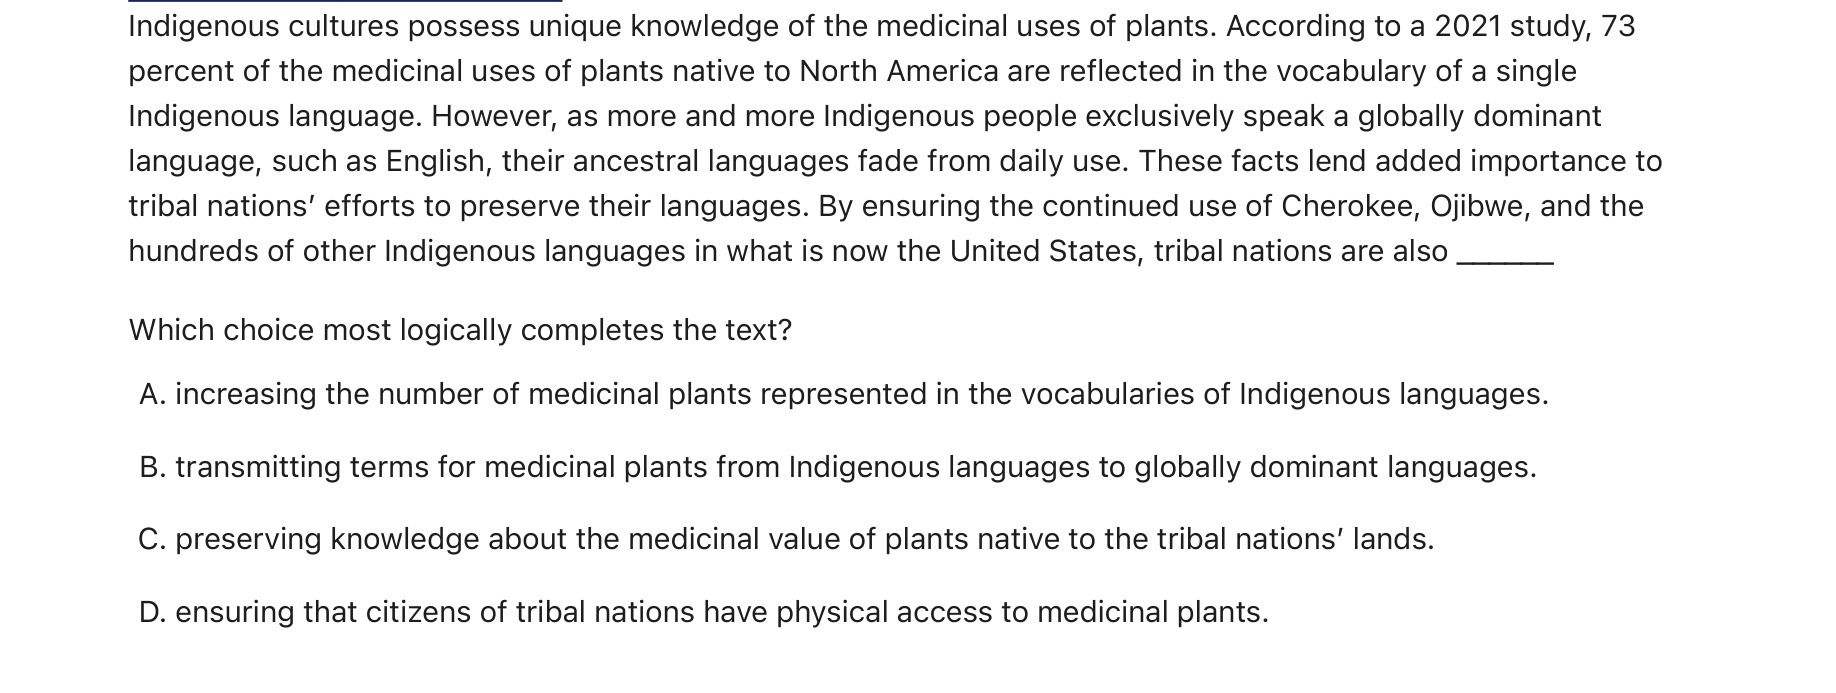 Indigenous cultures possess unique knowledge of the medicinal uses of plants. According to a 2021 study, 73
percent of the medicinal uses of plants native to North America are reflected in the vocabulary of a single
Indigenous language. However, as more and more Indigenous people exclusively speak a globally dominant
language, such as English, their ancestral languages fade from daily use. These facts lend added importance to
tribal nations’ efforts to preserve their languages. By ensuring the continued use of Cherokee, Ojibwe, and the
hundreds of other Indigenous languages in what is now the United States, tribal nations are also ______
Which choice most logically completes the text?
A. increasing the number of medicinal plants represented in the vocabularies of Indigenous languages.
B. transmitting terms for medicinal plants from Indigenous languages to globally dominant languages.
C. preserving knowledge about the medicinal value of plants native to the tribal nations’ lands.
D. ensuring that citizens of tribal nations have physical access to medicinal plants.